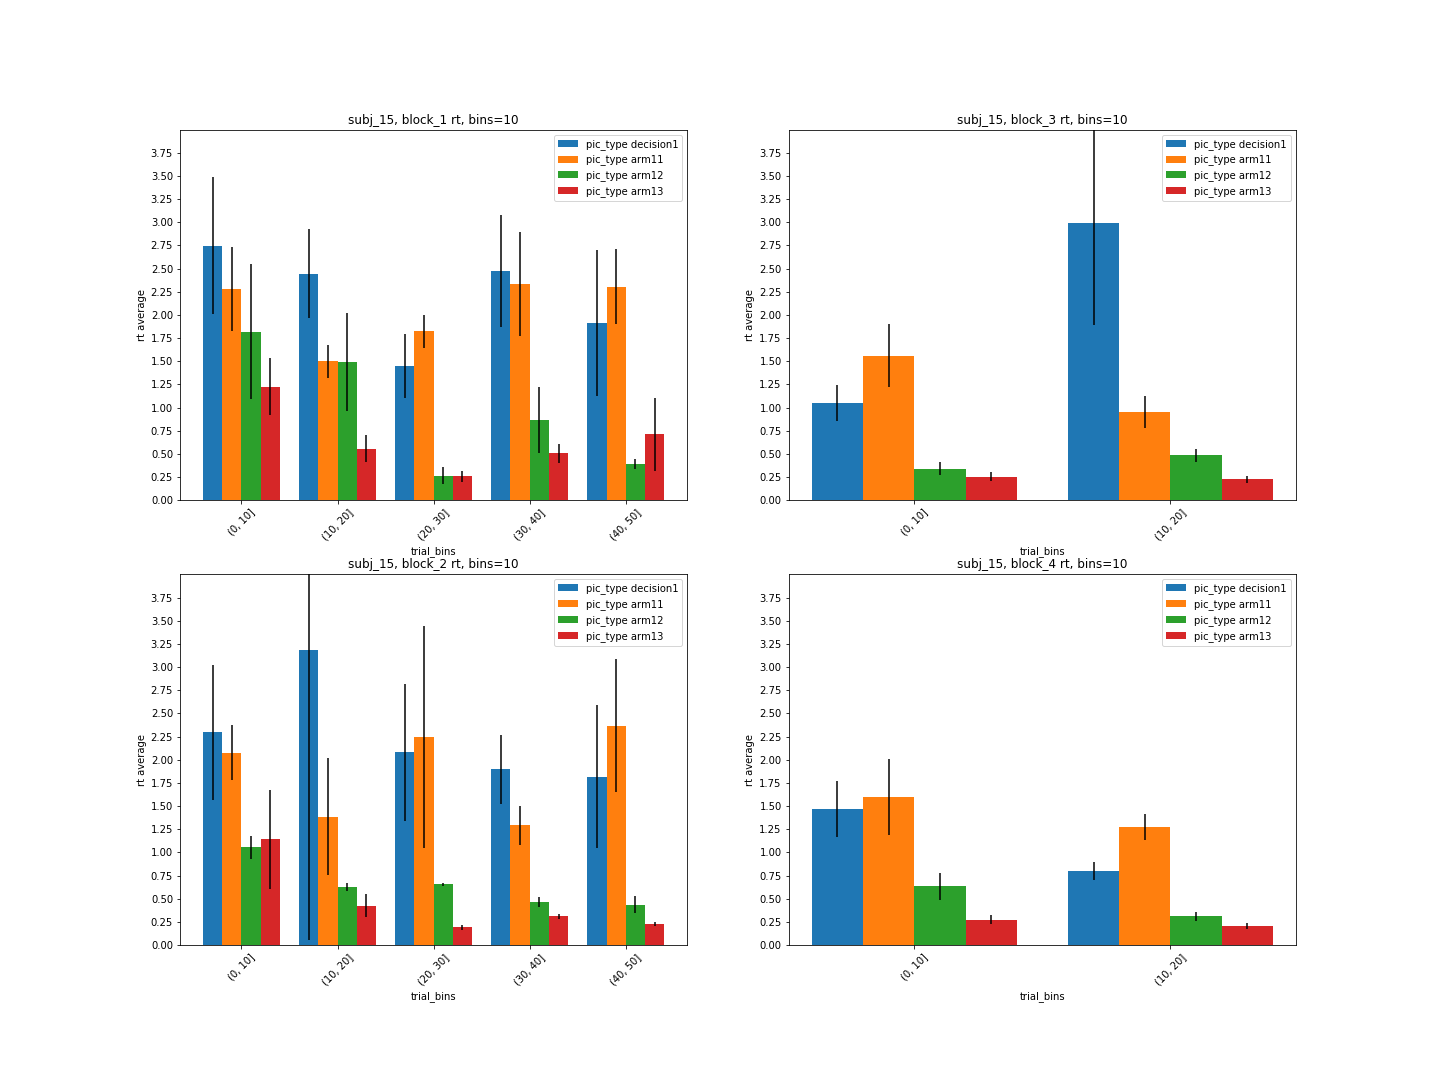 subj_15, block_1 rt, bins=10
pic_type decision1
pic_type arm11
pic_type arm12
pic_type arm13
3.75
3.50
3.25
3.00
2.75
2.50
2.25
2.00
1.75
1.50
1.25
1.00
0.75
0.50
0.25
0.00
rt average
(0, 10]
(10, 20]
(20, 30]
(30, 40]
(40, 50]
trial_bins
subj_15, block_3 rt, bins=10
pic_type decision1
pic_type arm11
pic_type arm12
pic_type arm13
3.75
3.50
3.25
3.00
2.75
2.50
2.25
2.00
1.75
1.50
1.25
1.00
0.75
0.50
0.25
0.00
rt average
(0, 10]
(10, 20]
trial_bins
subj_15, block_2 rt, bins=10
pic_type decision1
pic_type arm11
pic_type arm12
pic_type arm13
3.75
3.50
3.25
3.00
2.75
2.50
2.25
2.00
1.75
1.50
1.25
1.00
0.75
0.50
0.25
0.00
rt average
(0, 10]
(10, 20]
(20, 30]
(30, 40]
(40, 50]
trial_bins
subj_15, block_4 rt, bins=10
pic_type decision1
pic_type arm11
pic_type arm12
pic_type arm13
3.75
3.50
3.25
3.00
2.75
2.50
2.25
2.00
1.75
1.50
1.25
1.00
0.75
0.50
0.25
0.00
rt average
(0, 10]
(10, 20]
trial_bins